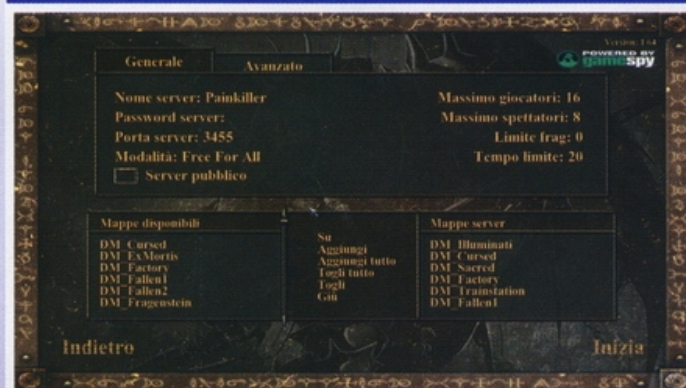 Version: 1.64
Generale
Avanzato
POWERED BY
gamespy
Nome server: Painkiller
Password server:
Porta server: 3455
Modalità: Free For All
Server pubblico
Massimo giocatori: 16
Massimo spettatori: 8
Limite frag: 0
Tempo limite: 20
Mappe disponibili
DM_Cursed
DM_ExMortis
DM_Factory
DM_Fallen1
DM_Fallen2
DM_Fragenstein
Su
Aggiungi
Aggiungi tutto
Togli tutto
Togli
Giù
Mappe server
DM_Illuminati
DM_Cursed
DM_Sacred
DM_Factory
DM_Trainstation
DM_Fallen1
Indietro
Inizia